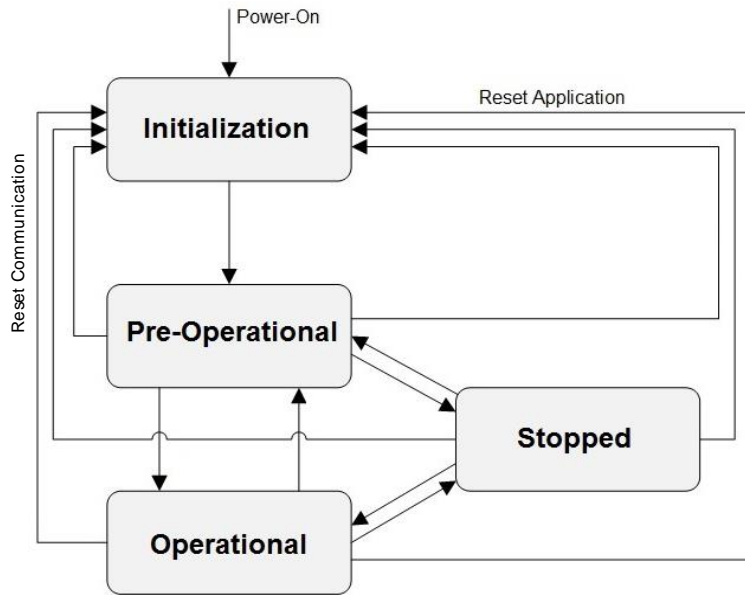 Power-On
Initialization
Reset Application
Reset Communication
Pre-Operational
Stopped
Operational